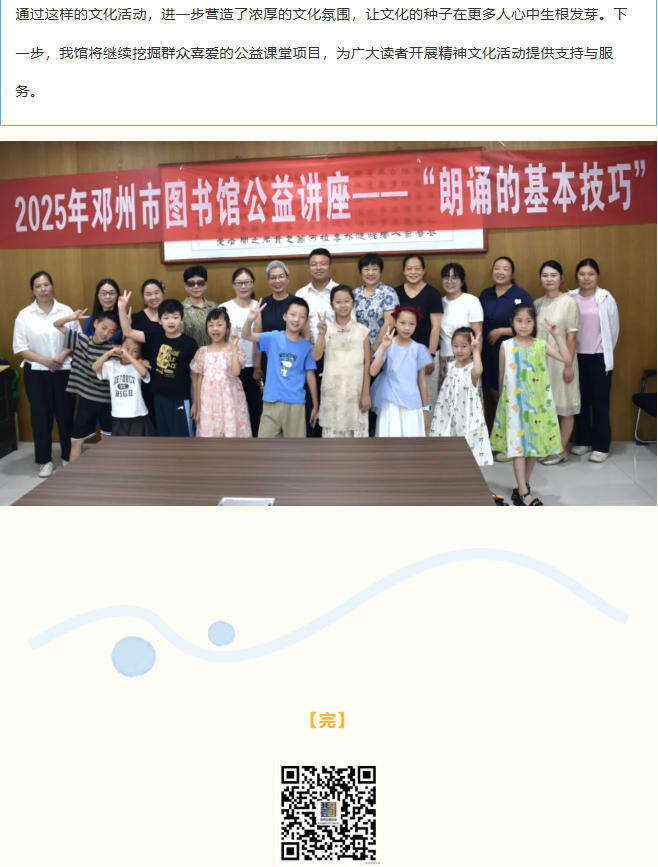 通过这样的文化活动，进一步营造了浓厚的文化氛围，让文化的种子在更多人心中生根发芽。下
一步，我馆将继续挖掘群众喜爱的公益课堂项目，为广大读者开展精神文化活动提供支持与服
务。
2025年邓州市图书馆公益讲座——“朗诵的基本技巧”
【完】